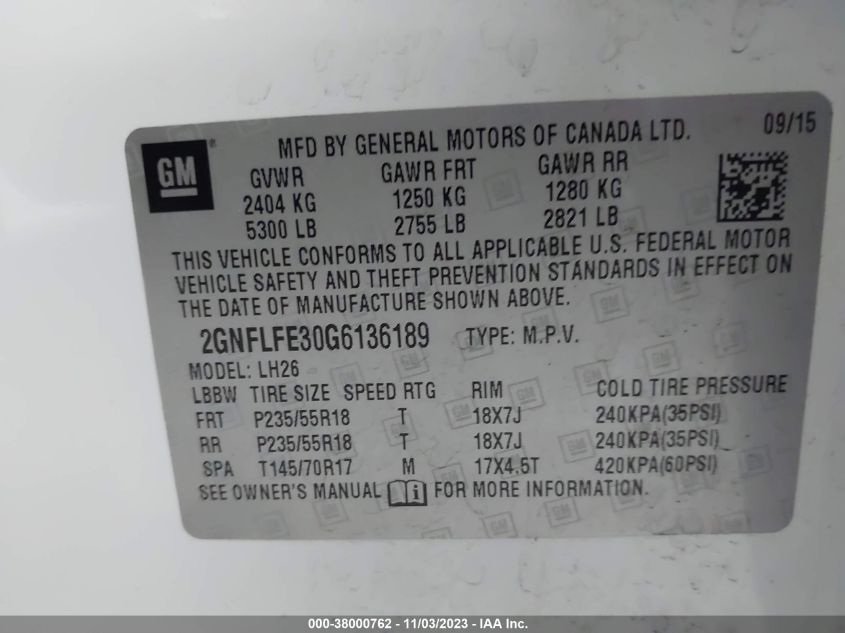 GM ® MFD BY GENERAL MOTORS OF CANADA LTD. 09/15
GVWR GAWR FRT GAWR RR
2404 KG 1250 KG 1280 KG
5300 LB 2755 LB 2821 LB
THIS VEHICLE CONFORMS TO ALL APPLICABLE U.S. FEDERAL MOTOR
VEHICLE SAFETY AND THEFT PREVENTION STANDARDS IN EFFECT ON
THE DATE OF MANUFACTURE SHOWN ABOVE.
2GNFLFE30G6136189 TYPE: M.P.V.
MODEL: LH26
LBBW TIRE SIZE SPEED RTG RIM COLD TIRE PRESSURE
FRT P235/55R18 T 18X7J 240KPA(35PSI)
RR P235/55R18 T 18X7J 240KPA(35PSI)
SPA T145/70R17 M 17X4.5T 420KPA(60PSI)
SEE OWNER'S MANUAL FOR MORE INFORMATION.
000-38000762 - 11/03/2023 - IAA Inc.